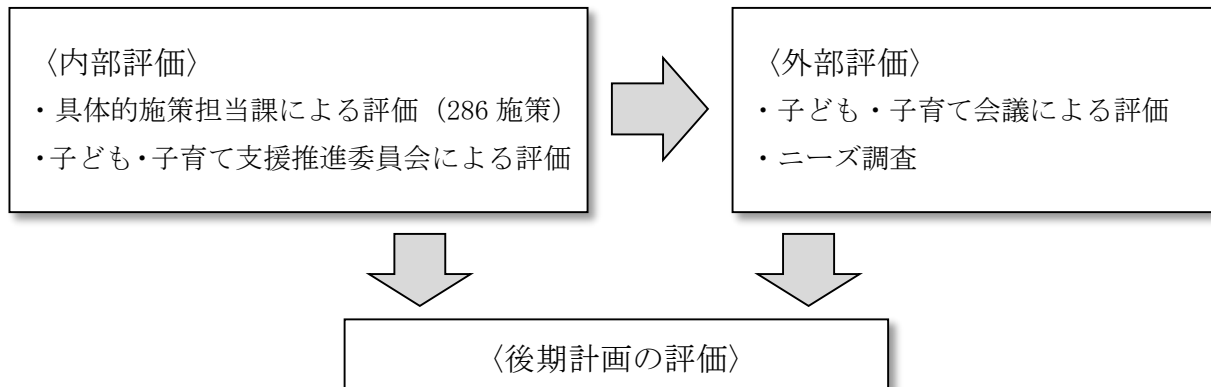 〈内部評価〉
・具体的施策担当課による評価（286 施策）
・子ども・子育て支援推進委員会による評価
〈外部評価〉
・子ども・子育て会議による評価
・ニーズ調査
〈後期計画の評価〉